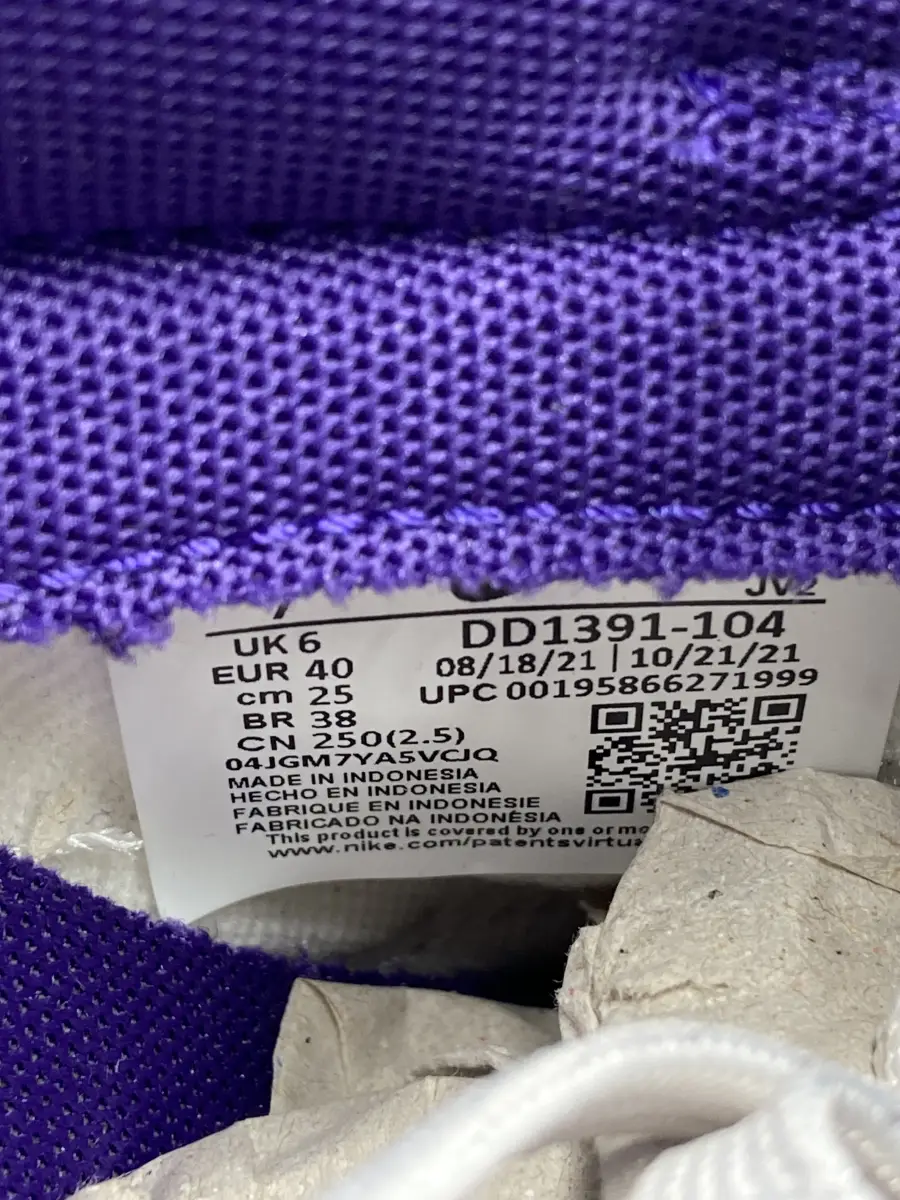 JV2
UK 6
EUR 40
cm 25
BR 38
CN 250(2.5)
04JGM7YA5VCJQ
MADE IN INDONESIA
HECHO EN INDONESIA
FABRIQUE EN INDONESIE
FABRICADO NA INDONÈSIA
This product is covered by one or
www.nike.com/patentsvirtu
DD1391-104
08/18/21 | 10/21/21
UPC 00195866271999